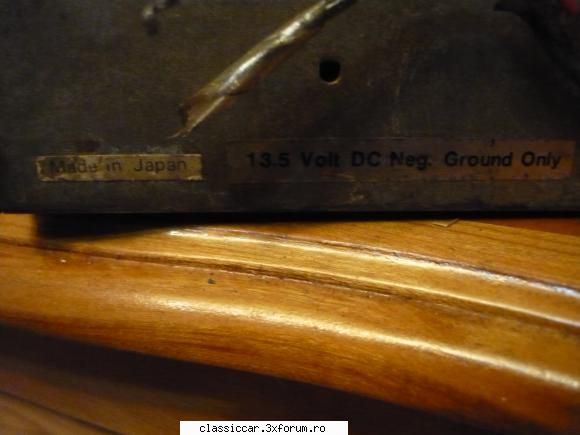 Made in Japan
13.5 Volt DC Neg. Ground Only
classiccar.3xforum.ro